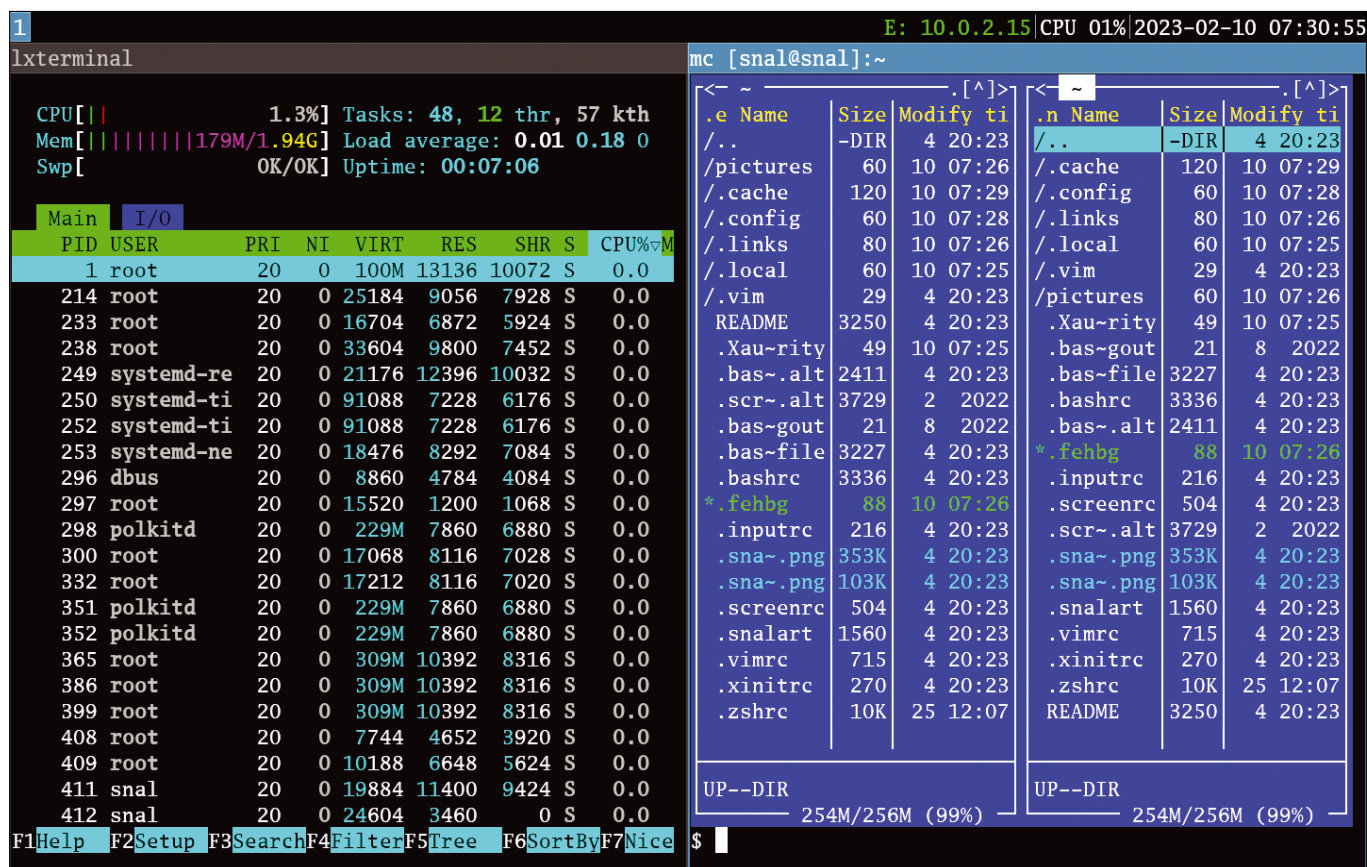 1 E: 10.0.2.15|CPU 01%|2023-02-10 07:30:55
lxterminal
CPU[|| 1.3%] Tasks: 48, 12 thr, 57 kth
Mem[|||||||||179M/1.94G] Load average: 0.01 0.18 0
Swp[ 0K/0K] Uptime: 00:07:06
Main I/O
PID USER PRI NI VIRT RES SHR S CPU%▽M
1 root 20 0 100M 13136 10072 S 0.0
214 root 20 0 25184 9056 7928 S 0.0
233 root 20 0 16704 6872 5924 S 0.0
238 root 20 0 33604 9800 7452 S 0.0
249 systemd-re 20 0 21176 12396 10032 S 0.0
250 systemd-ti 20 0 91088 7228 6176 S 0.0
252 systemd-ti 20 0 91088 7228 6176 S 0.0
253 systemd-ne 20 0 18476 8292 7084 S 0.0
296 dbus 20 0 8860 4784 4084 S 0.0
297 root 20 0 15520 1200 1068 S 0.0
298 polkitd 20 0 229M 7860 6880 S 0.0
300 root 20 0 17068 8116 7028 S 0.0
332 root 20 0 17212 8116 7020 S 0.0
351 polkitd 20 0 229M 7860 6880 S 0.0
352 polkitd 20 0 229M 7860 6880 S 0.0
365 root 20 0 309M 10392 8316 S 0.0
386 root 20 0 309M 10392 8316 S 0.0
399 root 20 0 309M 10392 8316 S 0.0
408 root 20 0 7744 4652 3920 S 0.0
409 root 20 0 10188 6648 5624 S 0.0
411 snal 20 0 19884 11400 9424 S 0.0
412 snal 20 0 24604 3460 0 S 0.0
F1Help F2Setup F3SearchF4FilterF5Tree F6SortByF7Nice
mc [snal@snal]:~
<─ ~ .[^]>
.e Name |Size|Modify ti
/.. |-DIR| 4 20:23
/pictures | 60| 10 07:26
/.cache | 120| 10 07:29
/.config | 60| 10 07:28
/.links | 80| 10 07:26
/.local | 60| 10 07:25
/.vim | 29| 4 20:23
README |3250| 4 20:23
.Xau~rity| 49| 10 07:25
.bas~.alt|2411| 4 20:23
.scr~.alt|3729| 2 2022
.bas~gout| 21| 8 2022
.bas~file|3227| 4 20:23
.bashrc |3336| 4 20:23
*.fehbg | 88| 10 07:26
.inputrc | 216| 4 20:23
.sna~.png|353K| 4 20:23
.sna~.png|103K| 4 20:23
.screenrc| 504| 4 20:23
.snalart |1560| 4 20:23
.vimrc | 715| 4 20:23
.xinitrc | 270| 4 20:23
.zshrc | 10K| 25 12:07
UP--DIR
254M/256M (99%)
<─ ~ .[^]>
.n Name |Size|Modify ti
/.. |-DIR| 4 20:23
/.cache | 120| 10 07:29
/.config | 60| 10 07:28
/.links | 80| 10 07:26
/.local | 60| 10 07:25
/.vim | 29| 4 20:23
/pictures | 60| 10 07:26
.Xau~rity| 49| 10 07:25
.bas~gout| 21| 8 2022
.bas~file|3227| 4 20:23
.bashrc |3336| 4 20:23
.bas~.alt|2411| 4 20:23
*.fehbg | 88| 10 07:26
.inputrc | 216| 4 20:23
.screenrc| 504| 4 20:23
.scr~.alt|3729| 2 2022
.sna~.png|353K| 4 20:23
.sna~.png|103K| 4 20:23
.snalart |1560| 4 20:23
.vimrc | 715| 4 20:23
.xinitrc | 270| 4 20:23
.zshrc | 10K| 25 12:07
README |3250| 4 20:23
UP--DIR
254M/256M (99%)
$